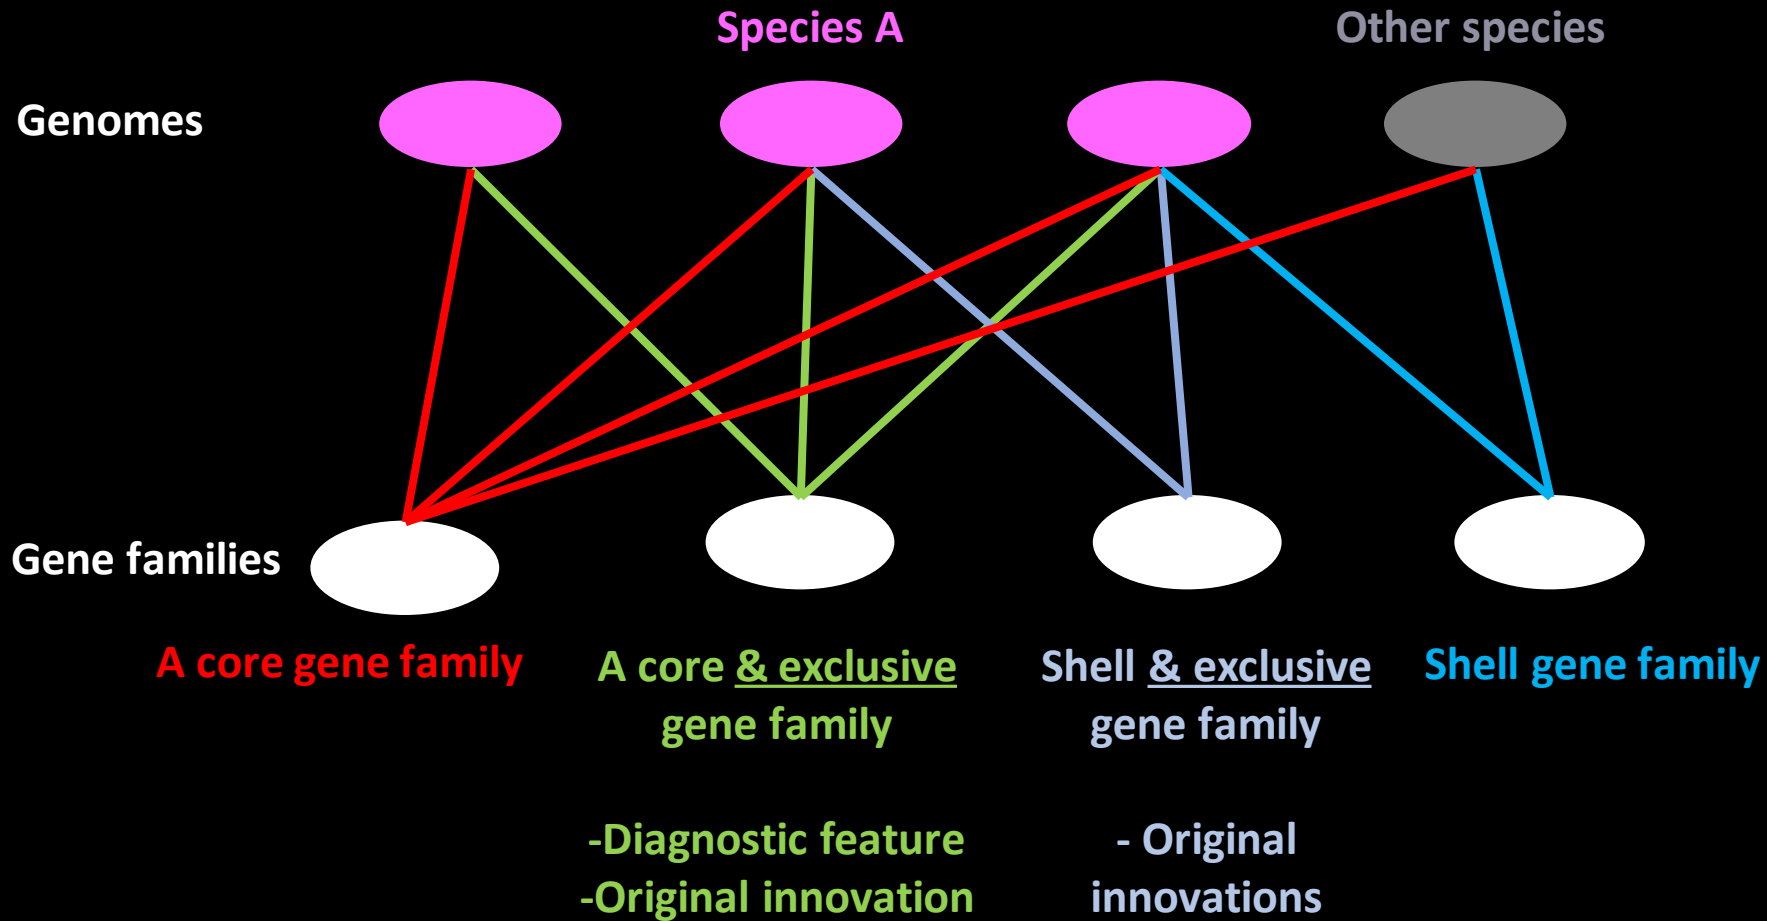 Species A
Other species
Genomes
Gene families
A core gene family
A core & exclusive
gene family
Shell & exclusive
gene family
Shell gene family
-Diagnostic feature
-Original innovation
- Original
innovations